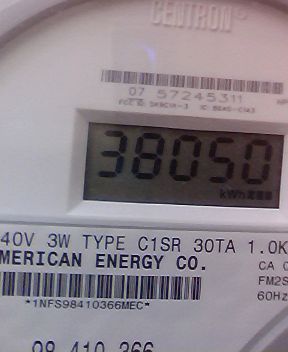 CENTRON®
07 57245311
38050
kWh
40V 3W TYPE C1SR 30TA 1.0K
MERICAN ENERGY CO.
CA 0
FM2S
60Hz
*1NFS98410366MEC*
98 410 366